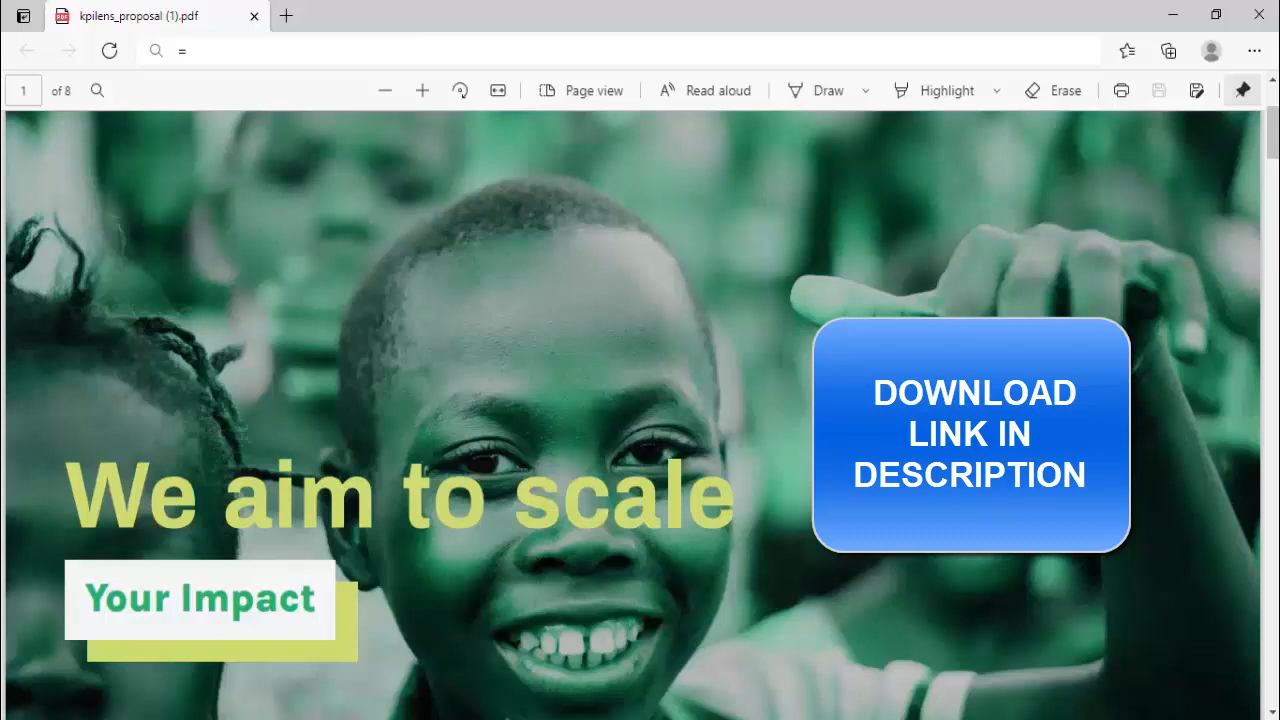 kpilens_proposal (1).pdf
=
1 of 8
Page view
Read aloud
Draw
Highlight
Erase
We aim to scale
Your Impact
DOWNLOAD
LINK IN
DESCRIPTION